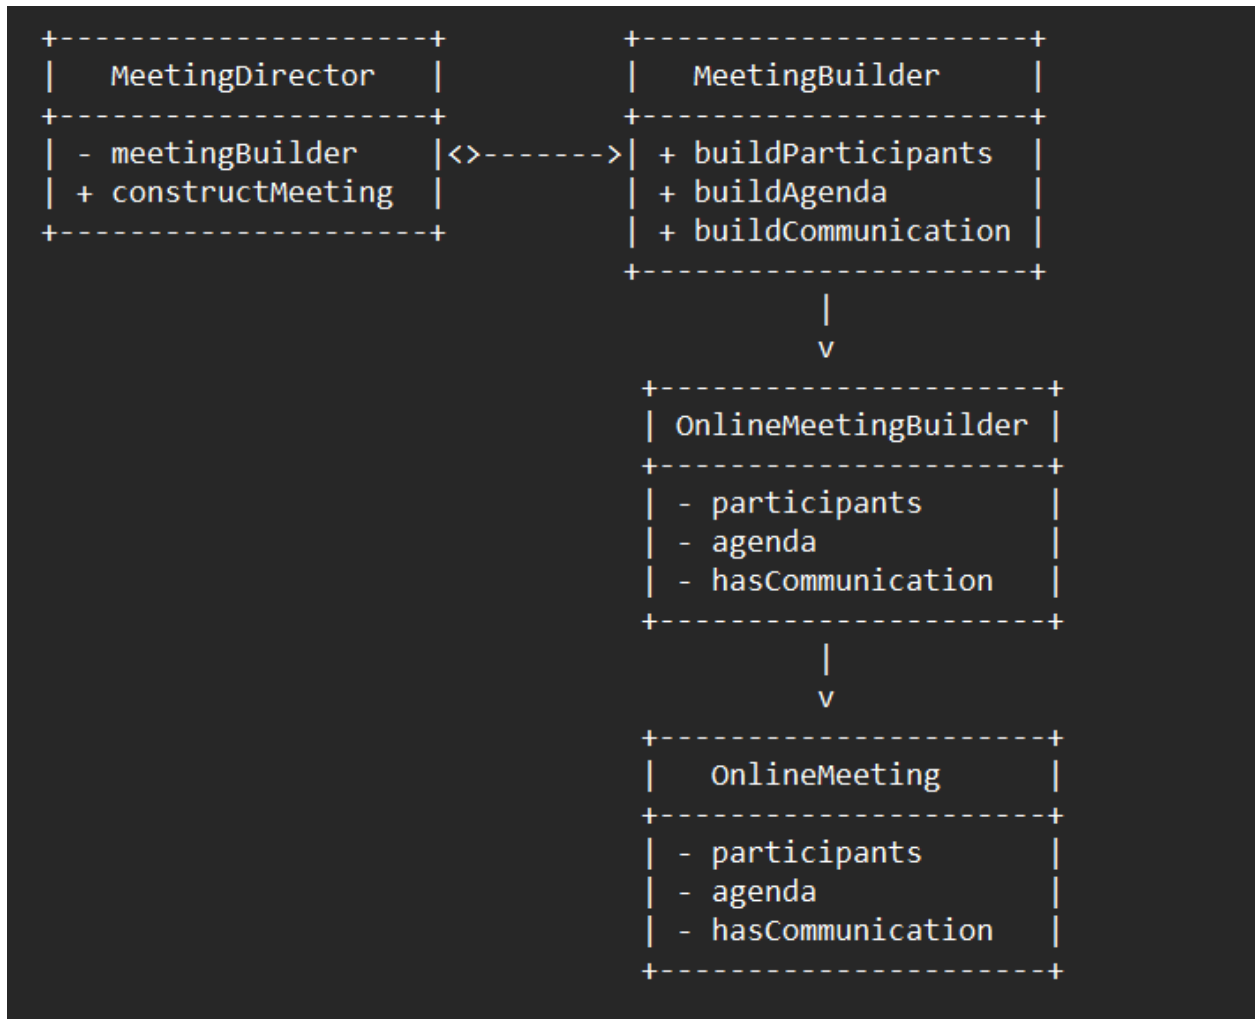 +----------------------+          +----------------------+
|   MeetingDirector   |          |   MeetingBuilder     |
+----------------------+          +----------------------+
| - meetingBuilder    |<>------->| + buildParticipants  |
| + constructMeeting  |          | + buildAgenda        |
+----------------------+          | + buildCommunication |
                                 +----------------------+
                                            |
                                            v
                                  +----------------------+
                                  | OnlineMeetingBuilder |
                                  +----------------------+
                                  | - participants       |
                                  | - agenda             |
                                  | - hasCommunication   |
                                  +----------------------+
                                            |
                                            v
                                  +----------------------+
                                  |   OnlineMeeting      |
                                  +----------------------+
                                  | - participants       |
                                  | - agenda             |
                                  | - hasCommunication   |
                                  +----------------------+